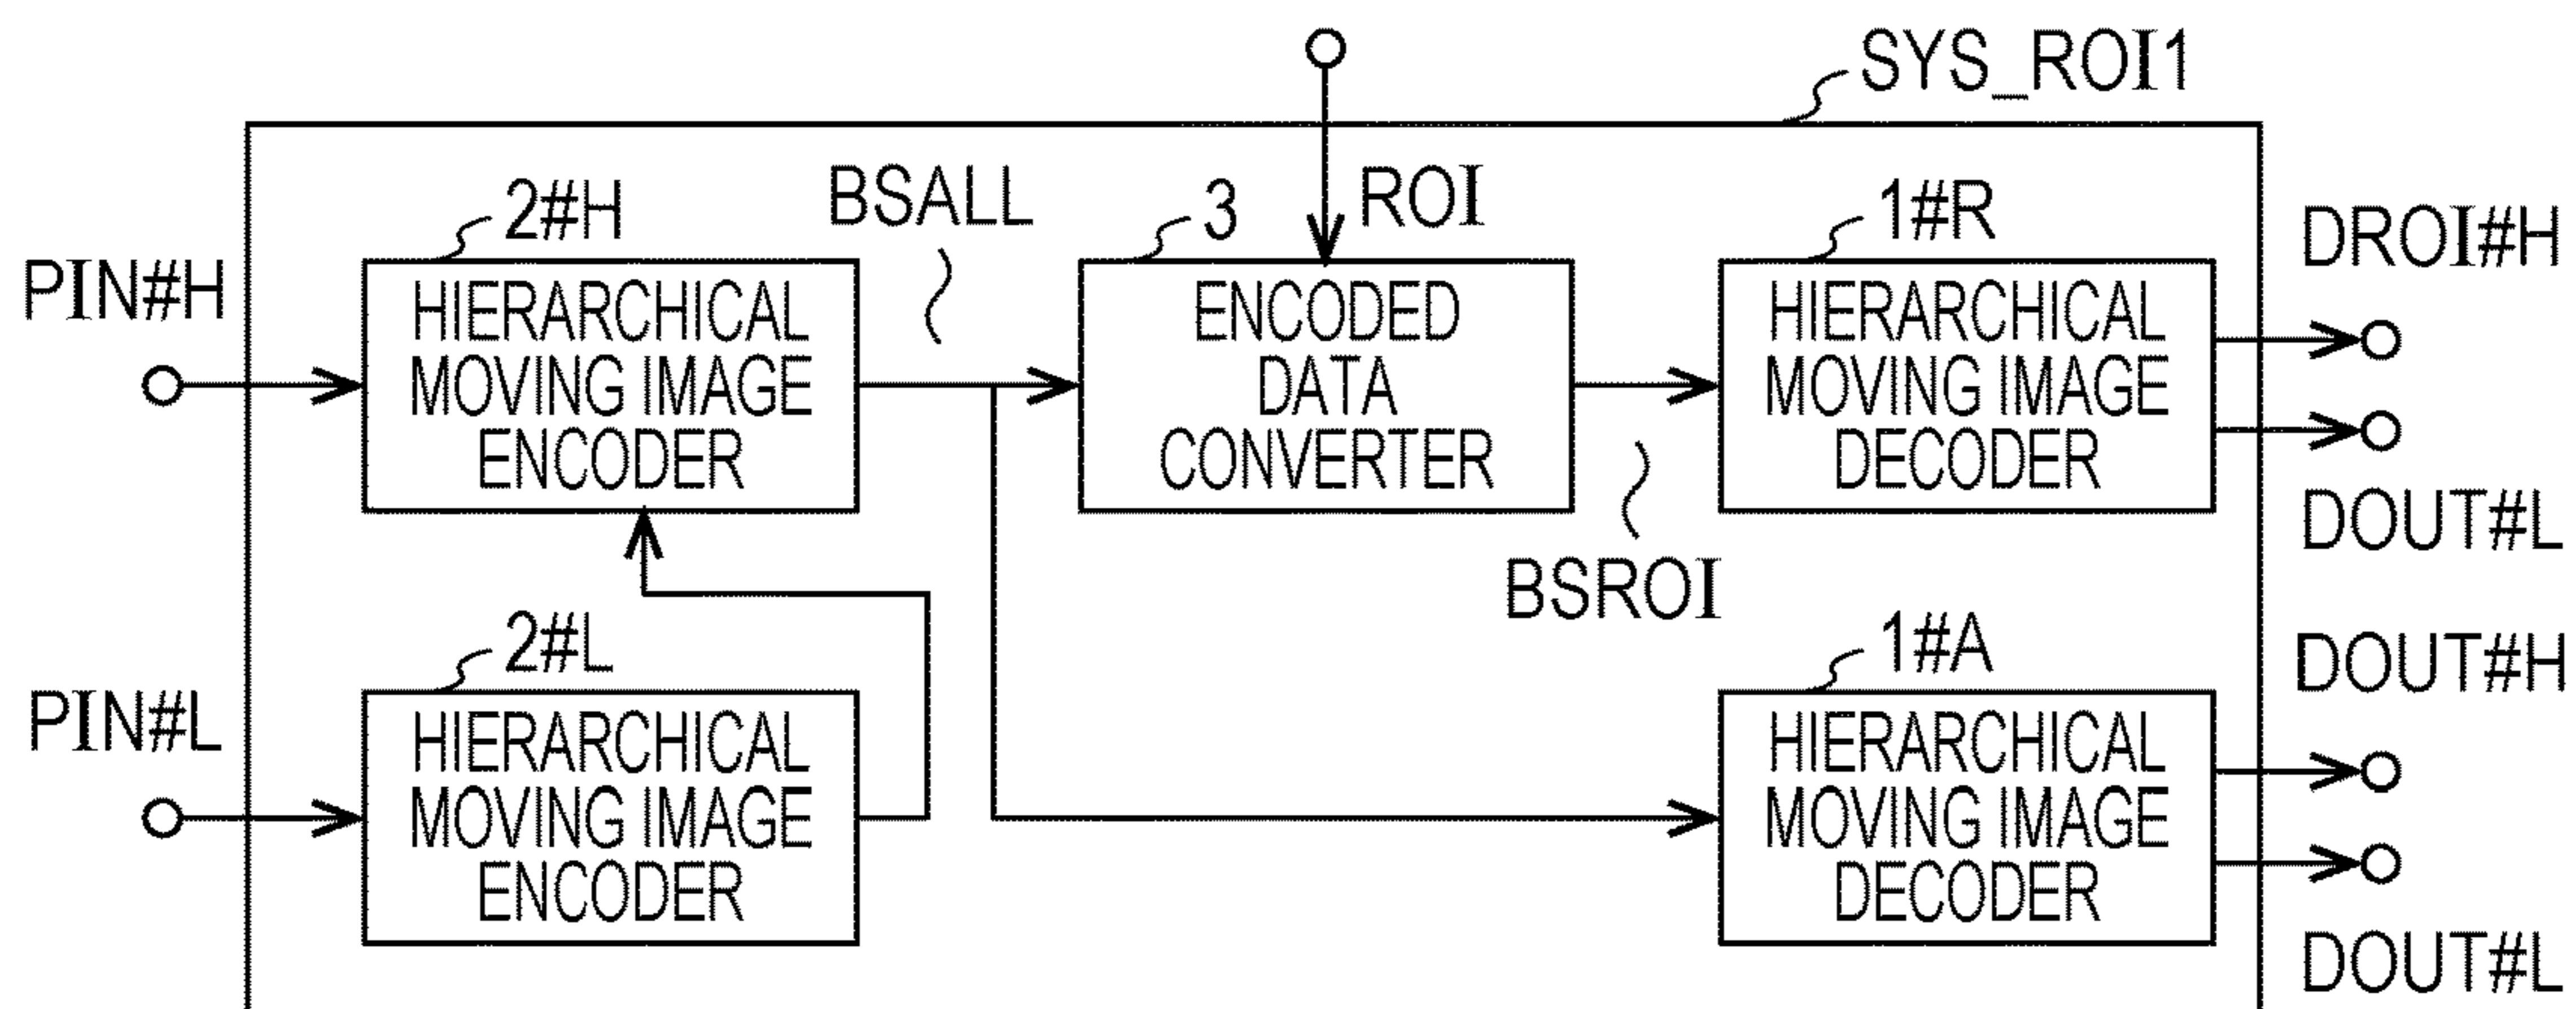 SYS_ROI1
2#H
BSALL
3
ROI
1#R
PIN#H
DROI#H
HIERARCHICAL
MOVING IMAGE
ENCODER
ENCODED
DATA
CONVERTER
HIERARCHICAL
MOVING IMAGE
DECODER
DOUT#L
BSROI
2#L
1#A
DOUT#H
PIN#L
HIERARCHICAL
MOVING IMAGE
ENCODER
HIERARCHICAL
MOVING IMAGE
DECODER
DOUT#L